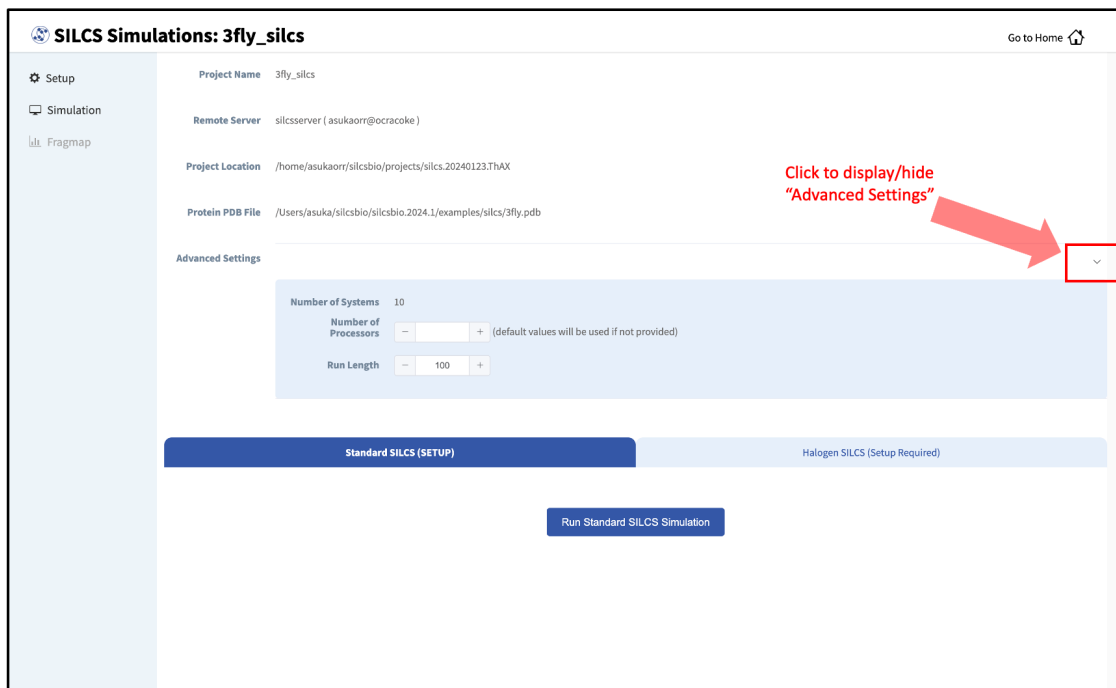 SILCS Simulations: 3fly_silcs
Go to Home
Setup
Simulation
Fragmap
Project Name 3fly_silcs
Remote Server silcsserver ( asukaorr@ocracoke )
Project Location /home/asukaorr/silcsbio/projects/silcs.20240123.ThAX
Click to display/hide
“Advanced Settings”
Protein PDB File /Users/asuka/silcsbio/silcsbio.2024.1/examples/silcs/3fly.pdb
Advanced Settings
Number of Systems 10
Number of
Processors − + (default values will be used if not provided)
Run Length − 100 +
Standard SILCS (SETUP)
Halogen SILCS (Setup Required)
Run Standard SILCS Simulation